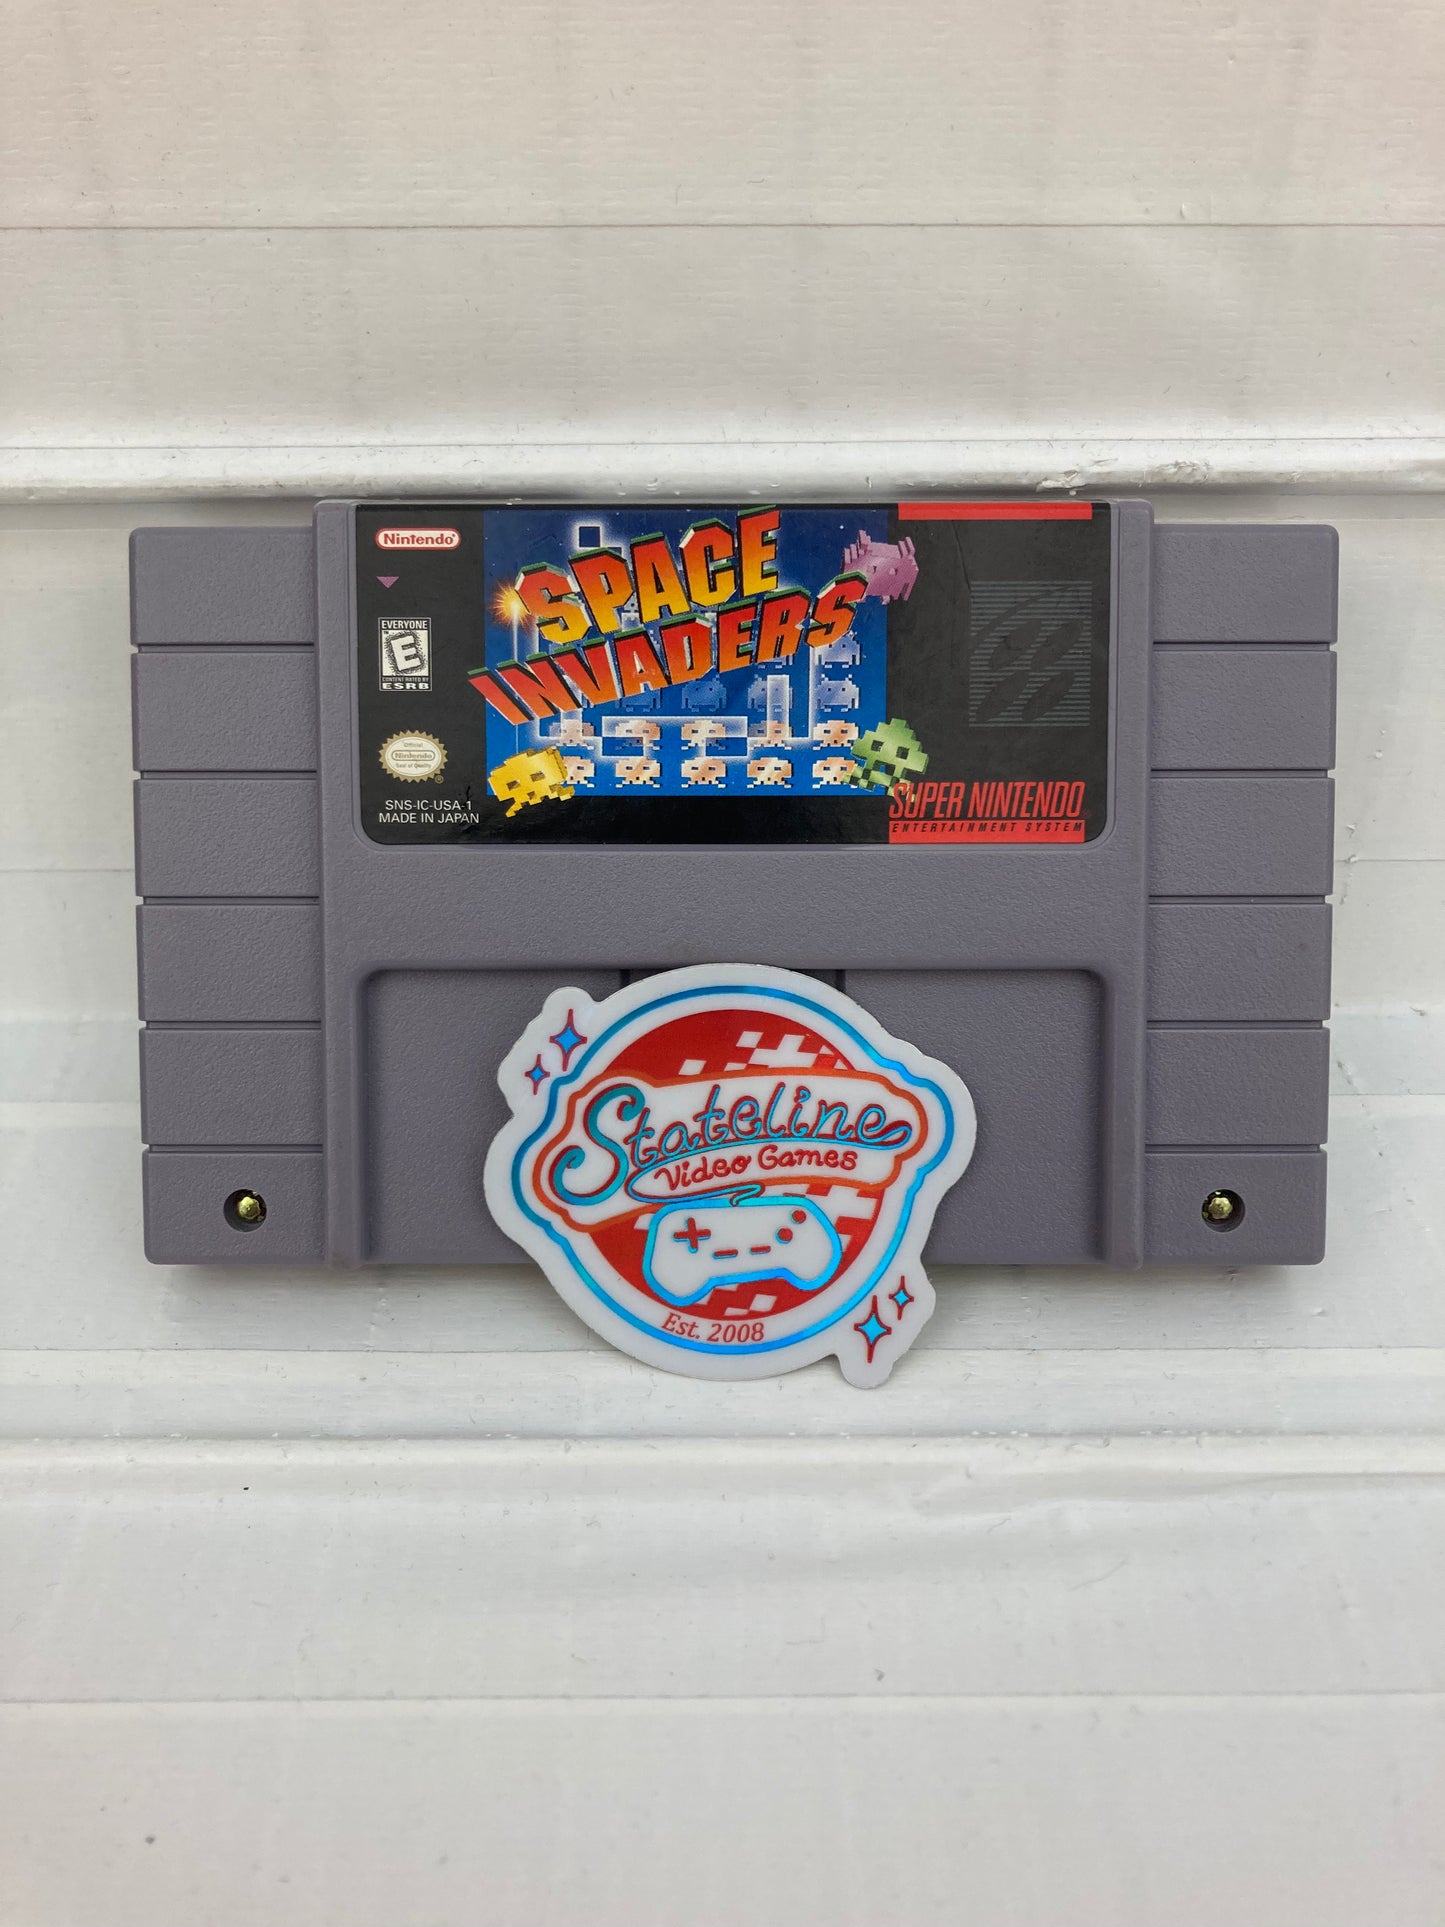 Nintendo®
SPACE
INVADERS
EVERYONE
E
CONTENT RATED BY
ESRB
Official
Nintendo
Seal of Quality
®
SNS-IC-USA-1
MADE IN JAPAN
SUPER NINTENDO
ENTERTAINMENT SYSTEM
Stateline
Video Games
Est. 2008